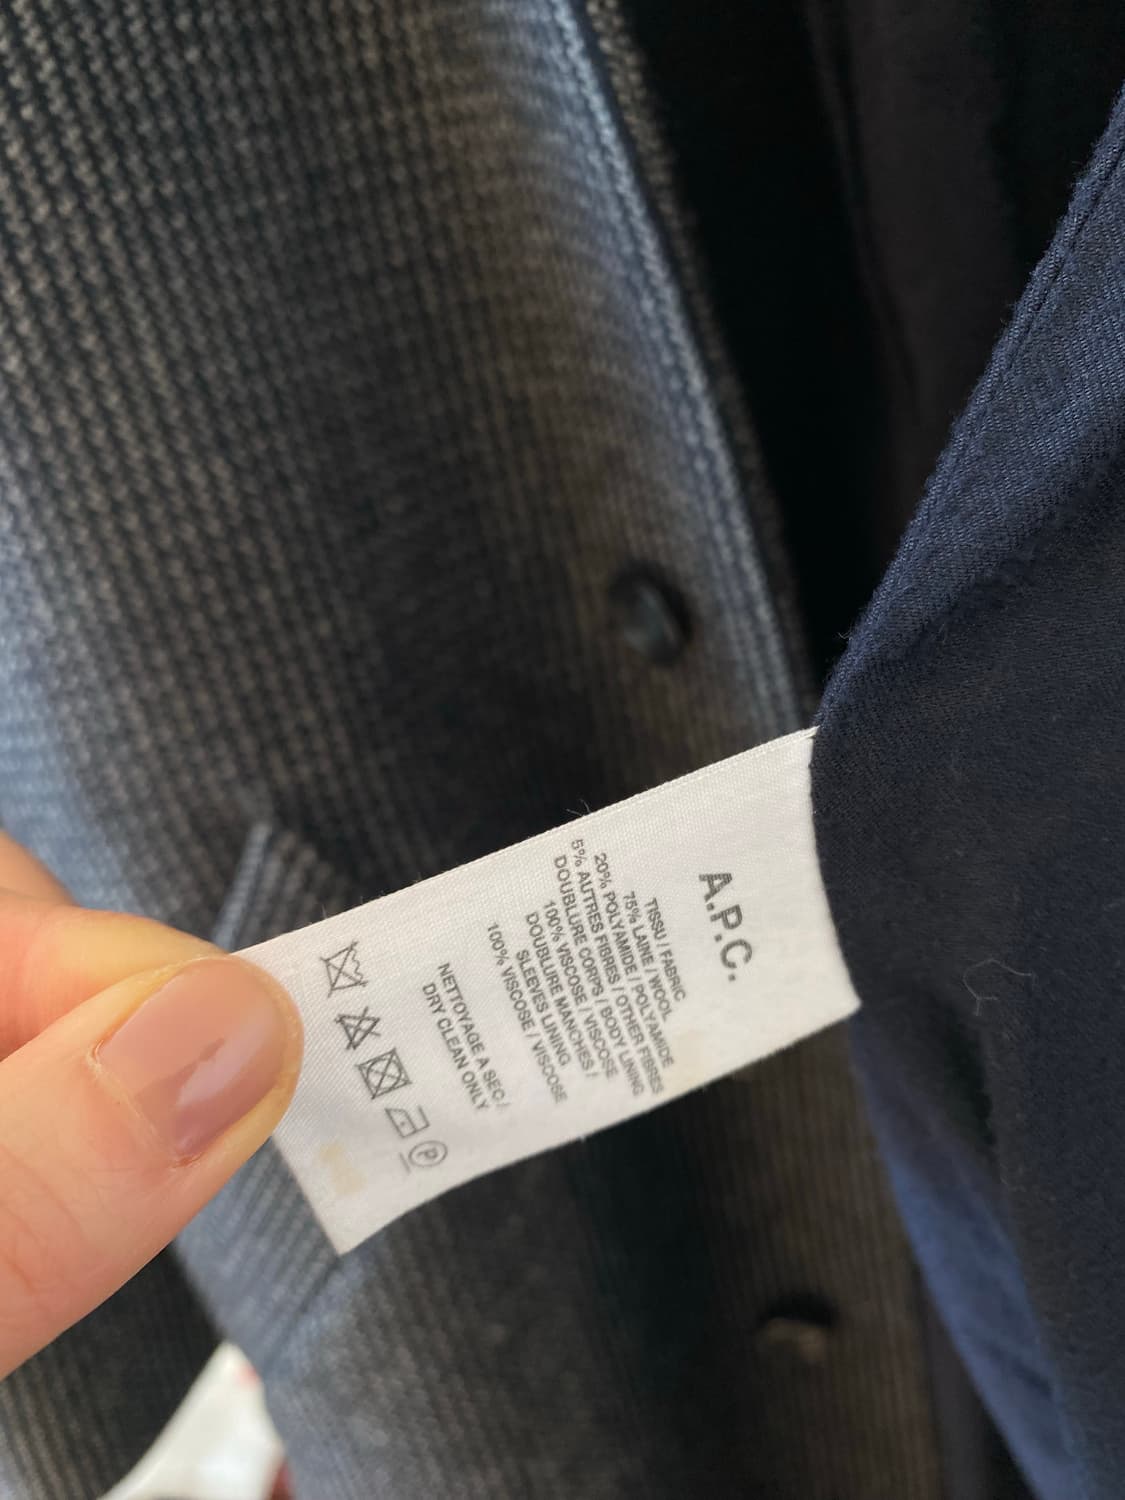 A.P.C.
TISSU / FABRIC
75% LAINE / WOOL
20% POLYAMIDE / POLYAMIDE
5% AUTRES FIBRES / OTHER FIBRES
DOUBLURE CORPS / BODY LINING
100% VISCOSE / VISCOSE
DOUBLURE MANCHES /
SLEEVES LINING
100% VISCOSE / VISCOSE
NETTOYAGE A SEC /
DRY CLEAN ONLY
P